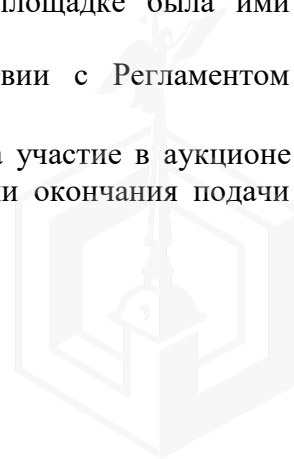 площадке была ими
вии с Регламентом
участие в аукционе
и окончания подачи